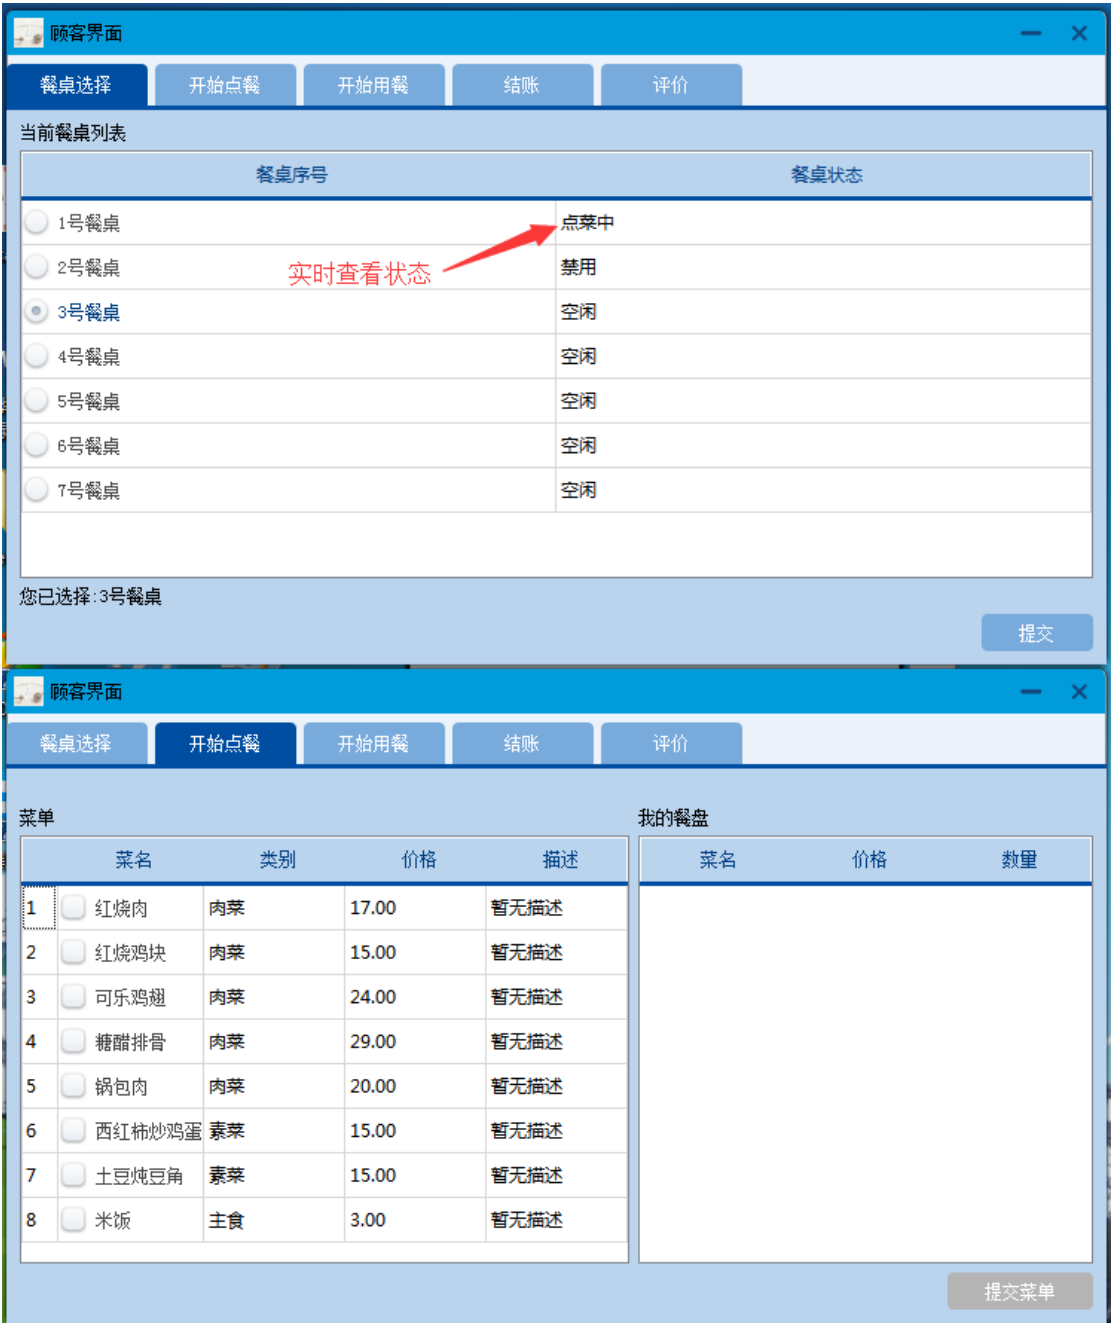 顾客界面
餐桌选择 开始点餐 开始用餐 结账 评价
当前餐桌列表
餐桌序号 餐桌状态
1号餐桌 点菜中
2号餐桌 禁用
实时查看状态
3号餐桌 空闲
4号餐桌 空闲
5号餐桌 空闲
6号餐桌 空闲
7号餐桌 空闲
您已选择:3号餐桌
提交
顾客界面
餐桌选择 开始点餐 开始用餐 结账 评价
菜单 我的餐盘
菜名 类别 价格 描述 菜名 价格 数量
1 红烧肉 肉菜 17.00 暂无描述
2 红烧鸡块 肉菜 15.00 暂无描述
3 可乐鸡翅 肉菜 24.00 暂无描述
4 糖醋排骨 肉菜 29.00 暂无描述
5 锅包肉 肉菜 20.00 暂无描述
6 西红柿炒鸡蛋 素菜 15.00 暂无描述
7 土豆炖豆角 素菜 15.00 暂无描述
8 米饭 主食 3.00 暂无描述
提交菜单